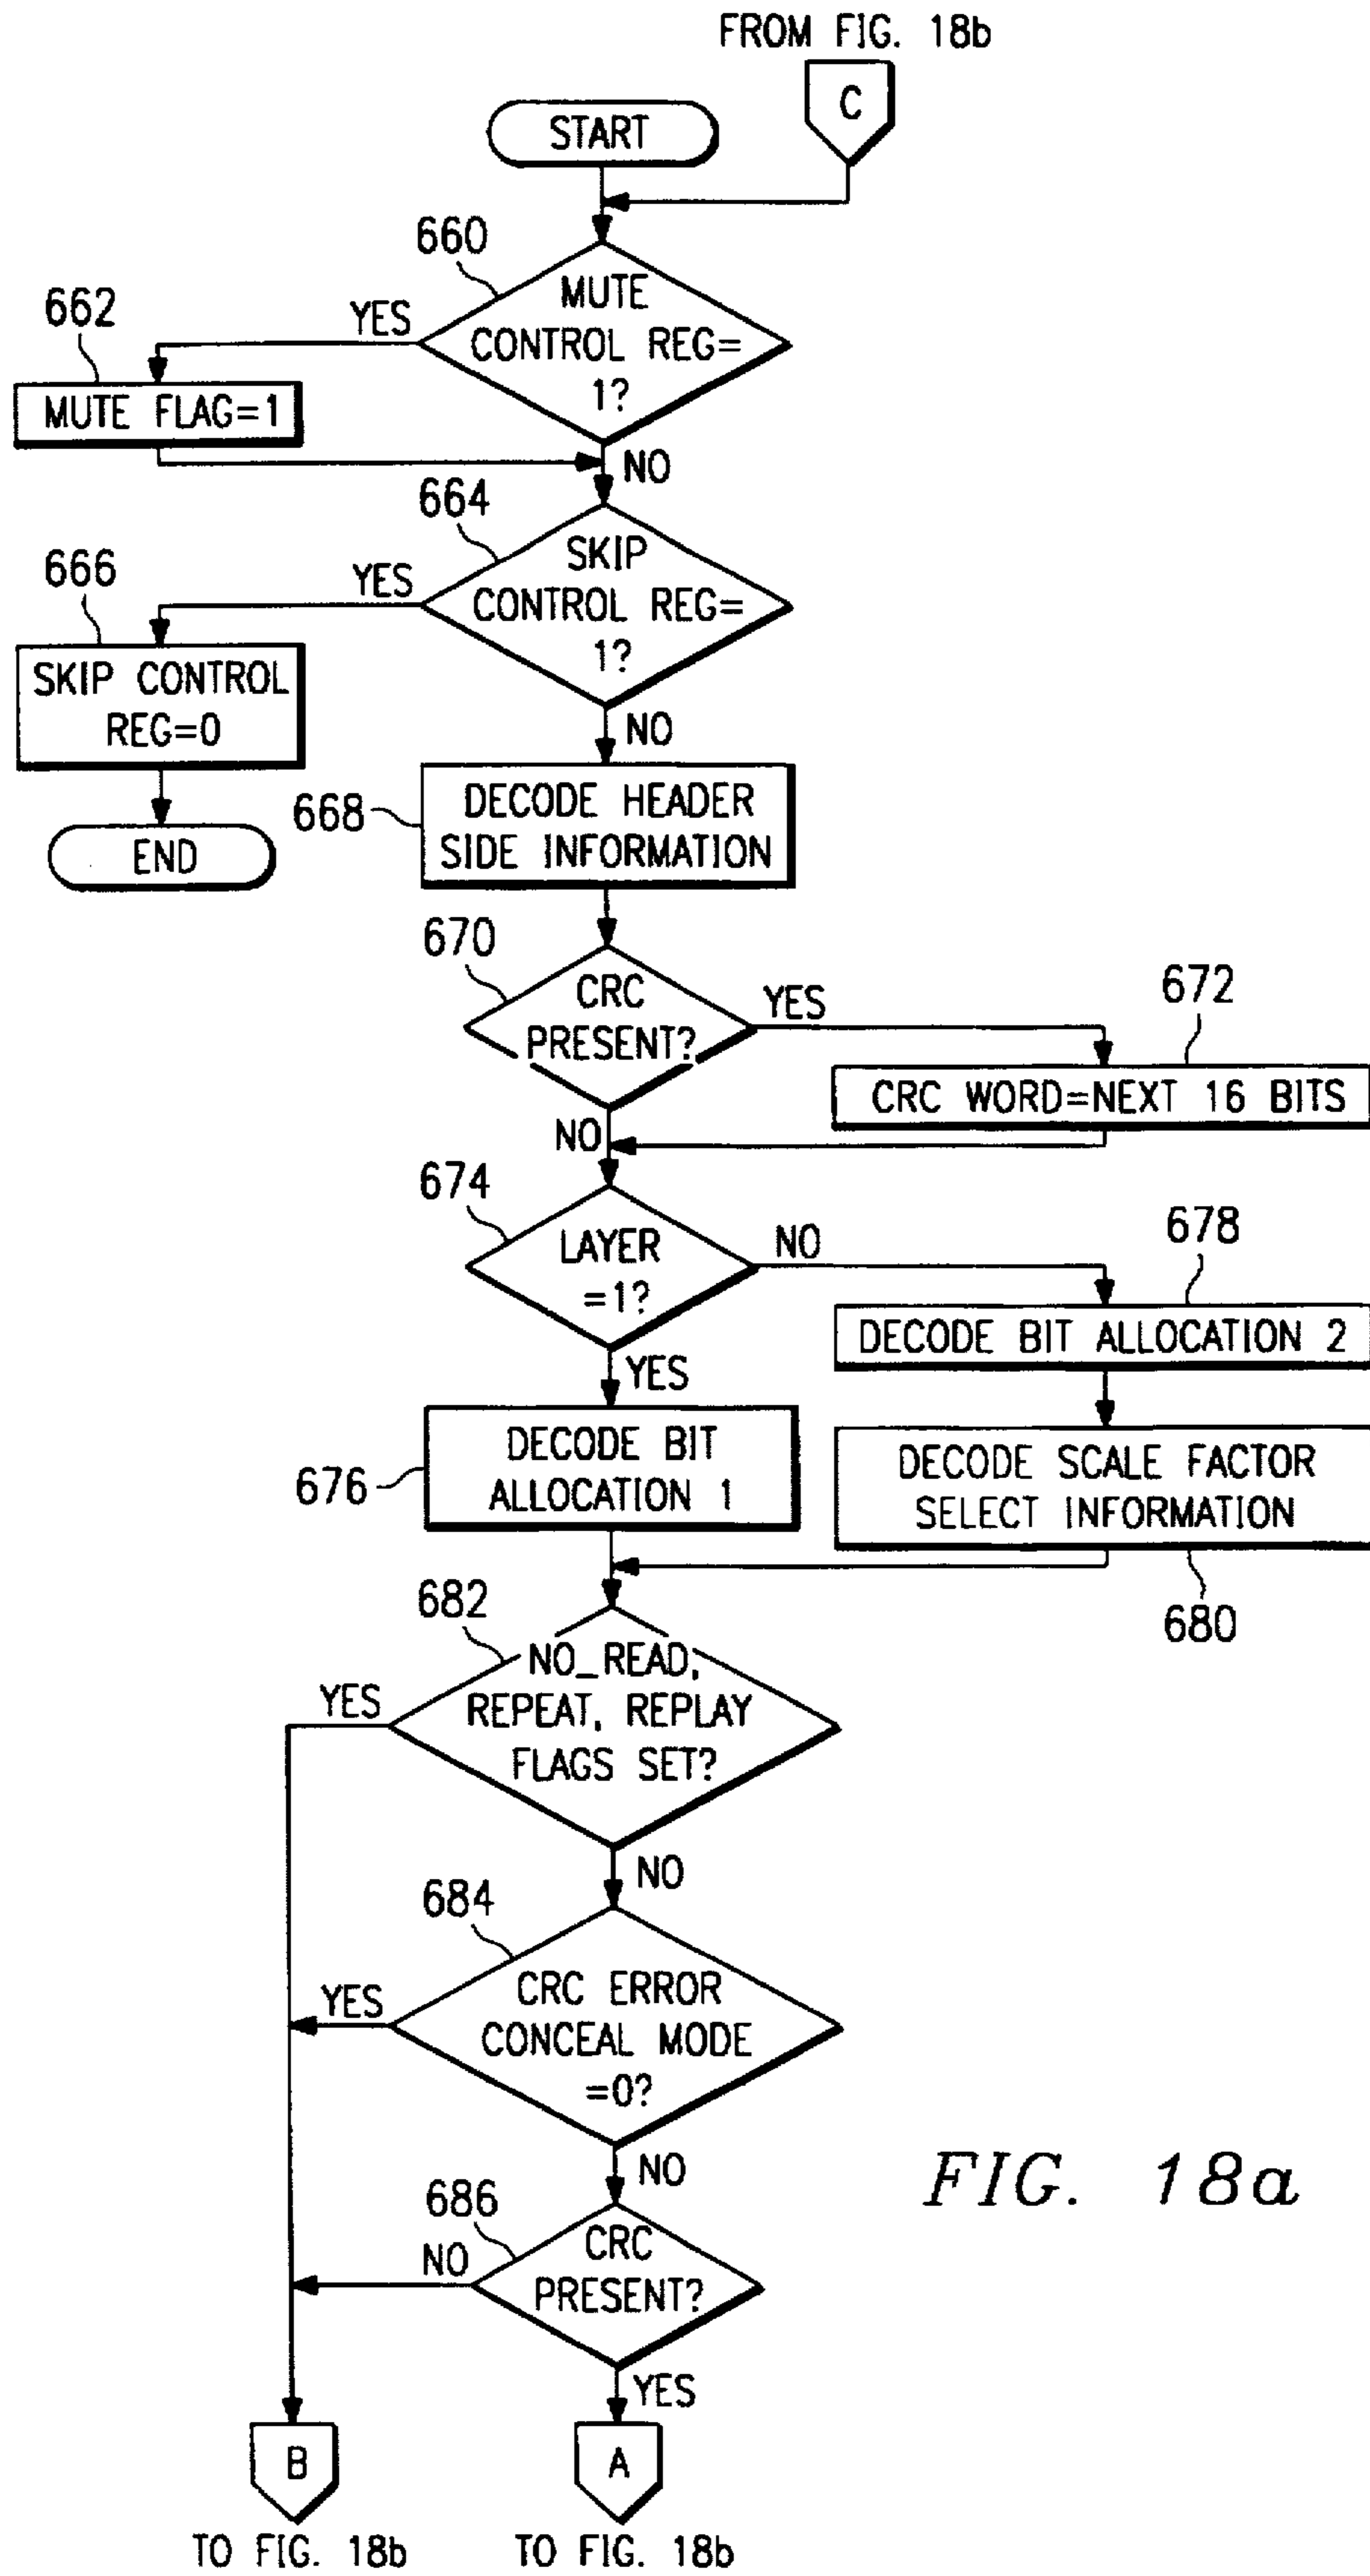 FROM FIG. 18b
C
START
660
MUTE
CONTROL REG=
1?
YES
662
MUTE FLAG=1
NO
664
SKIP
CONTROL REG=
1?
YES
666
SKIP CONTROL
REG=0
END
NO
668
DECODE HEADER
SIDE INFORMATION
670
CRC
PRESENT?
YES
672
CRC WORD=NEXT 16 BITS
NO
674
LAYER
=1?
NO
678
DECODE BIT ALLOCATION 2
YES
676
DECODE BIT
ALLOCATION 1
DECODE SCALE FACTOR
SELECT INFORMATION
680
682
NO_READ,
REPEAT, REPLAY
FLAGS SET?
YES
NO
684
CRC ERROR
CONCEAL MODE
=0?
YES
NO
686
CRC
PRESENT?
NO
YES
FIG. 18a
B
A
TO FIG. 18b
TO FIG. 18b